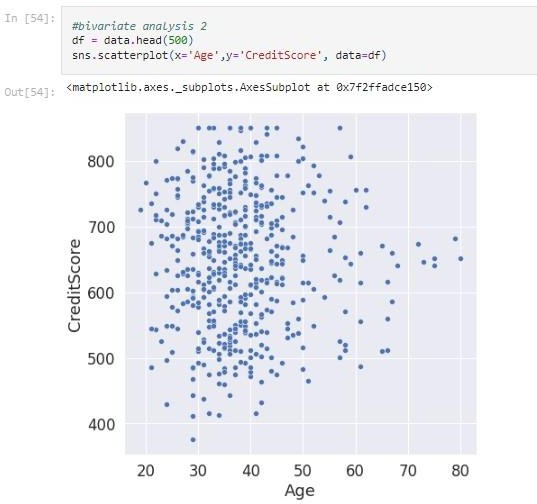 In [54]:
#bivariate analysis 2
df = data.head(500)
sns.scatterplot(x='Age',y='CreditScore', data=df)
Out[54]:
<matplotlib.axes._subplots.AxesSubplot at 0x7f2ffadce150>
800
700
600
500
400
CreditScore
20 30 40 50 60 70 80
Age